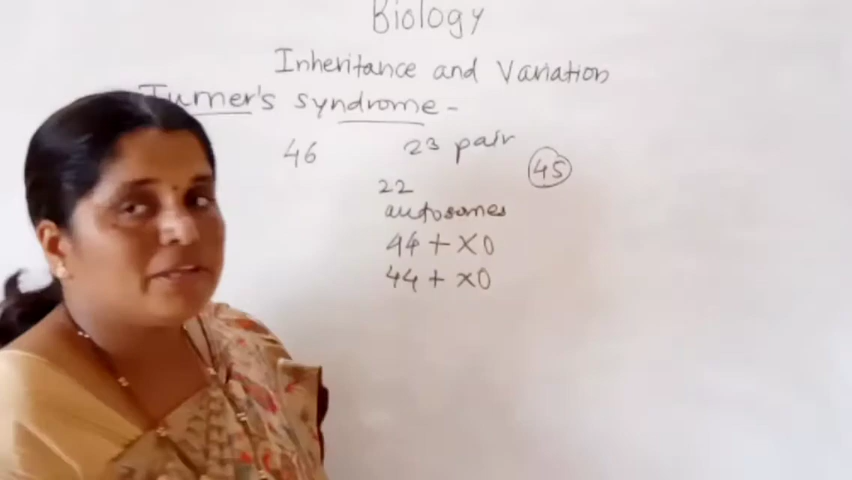 Biology
Inheritance and Variation
Turner's syndrome -
46 23 pair
45
22
autosomes
44 + XO
44 + XO